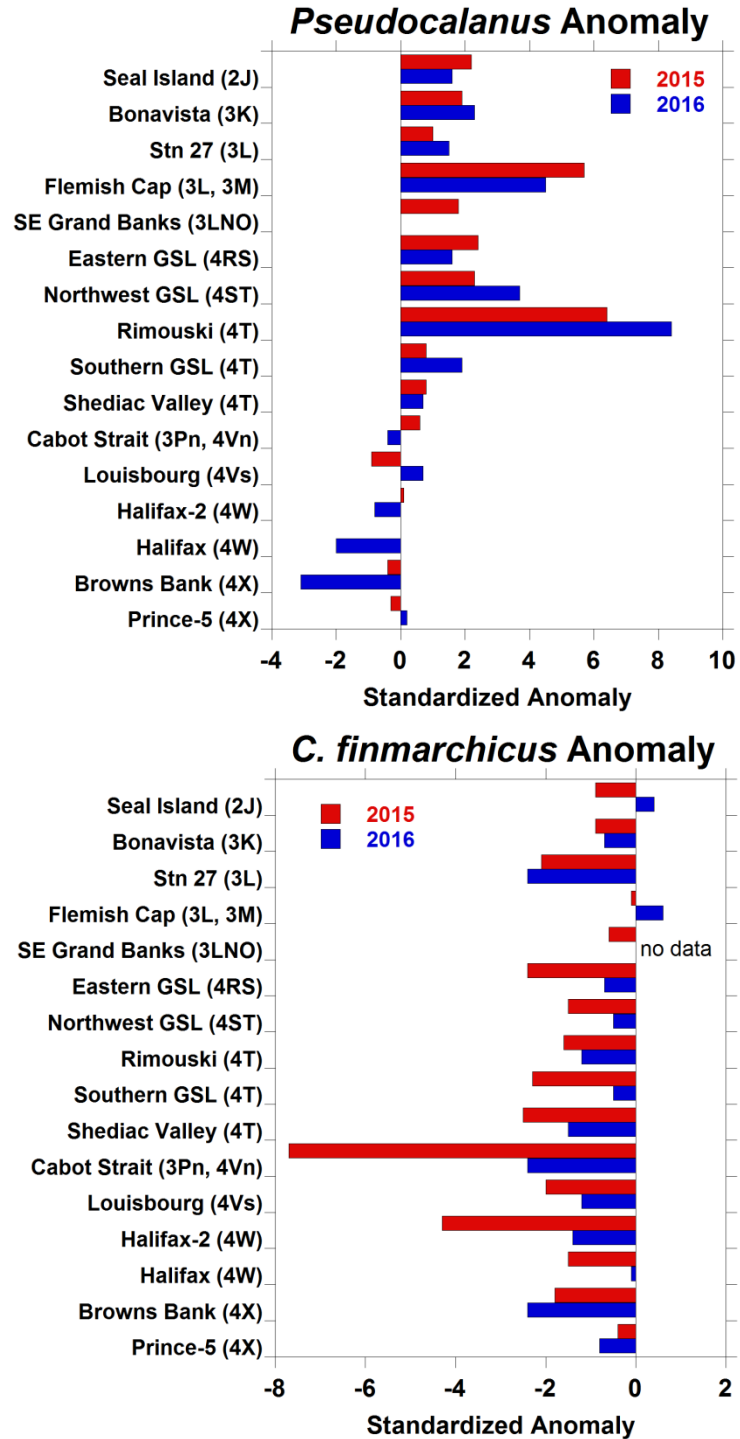 Pseudocalanus Anomaly
2015
2016
Seal Island (2J)
Bonavista (3K)
Stn 27 (3L)
Flemish Cap (3L, 3M)
SE Grand Banks (3LNO)
Eastern GSL (4RS)
Northwest GSL (4ST)
Rimouski (4T)
Southern GSL (4T)
Shediac Valley (4T)
Cabot Strait (3Pn, 4Vn)
Louisbourg (4Vs)
Halifax-2 (4W)
Halifax (4W)
Browns Bank (4X)
Prince-5 (4X)
-4 -2 0 2 4 6 8 10
Standardized Anomaly
C. finmarchicus Anomaly
2015
2016
Seal Island (2J)
Bonavista (3K)
Stn 27 (3L)
Flemish Cap (3L, 3M)
SE Grand Banks (3LNO)
no data
Eastern GSL (4RS)
Northwest GSL (4ST)
Rimouski (4T)
Southern GSL (4T)
Shediac Valley (4T)
Cabot Strait (3Pn, 4Vn)
Louisbourg (4Vs)
Halifax-2 (4W)
Halifax (4W)
Browns Bank (4X)
Prince-5 (4X)
-8 -6 -4 -2 0 2
Standardized Anomaly